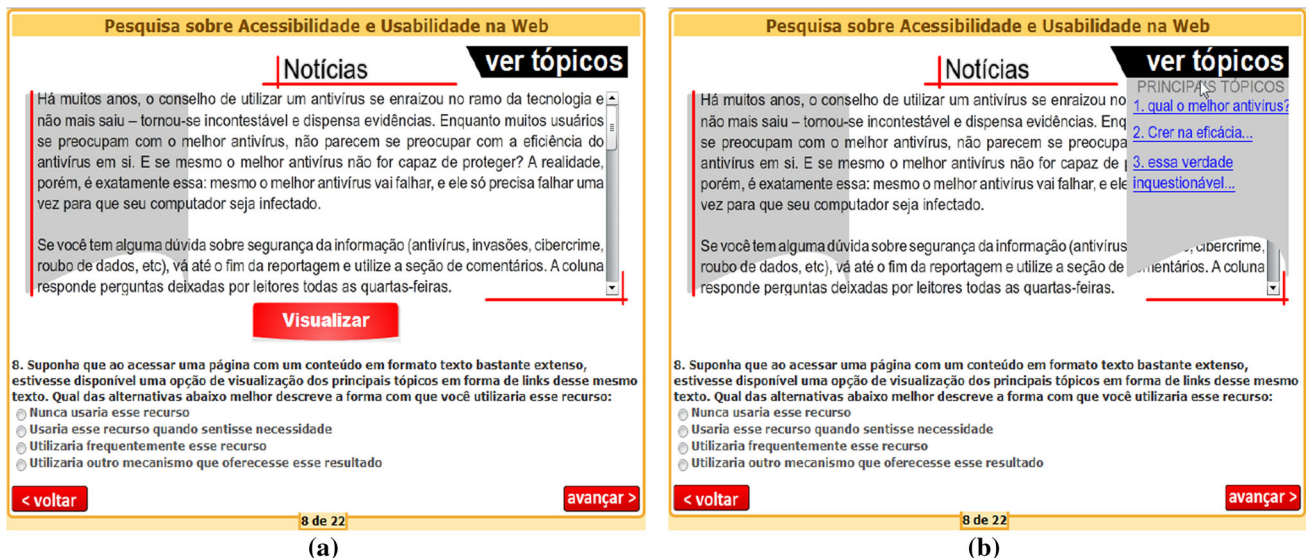 Pesquisa sobre Acessibilidade e Usabilidade na Web
Notícias
ver tópicos
Há muitos anos, o conselho de utilizar um antivírus se enraizou no ramo da tecnologia e
não mais saiu – tornou-se incontestável e dispensa evidências. Enquanto muitos usuários
se preocupam com o melhor antivírus, não parecem se preocupar com a eficiência do
antivírus em si. E se mesmo o melhor antivírus não for capaz de proteger? A realidade,
porém, é exatamente essa: mesmo o melhor antivírus vai falhar, e ele só precisa falhar uma
vez para que seu computador seja infectado.
Se você tem alguma dúvida sobre segurança da informação (antivírus, invasões, cibercrime,
roubo de dados, etc), vá até o fim da reportagem e utilize a seção de comentários. A coluna
responde perguntas deixadas por leitores todas as quartas-feiras.
Visualizar
8. Suponha que ao acessar uma página com um conteúdo em formato texto bastante extenso,
estivesse disponível uma opção de visualização dos principais tópicos em forma de links desse mesmo
texto. Qual das alternativas abaixo melhor descreve a forma com que você utilizaria esse recurso:
Nunca usaria esse recurso
Usaria esse recurso quando sentisse necessidade
Utilizaria frequentemente esse recurso
Utilizaria outro mecanismo que oferecesse esse resultado
< voltar
avançar >
8 de 22
(a)
Pesquisa sobre Acessibilidade e Usabilidade na Web
Notícias
ver tópicos
PRINCIPAIS TÓPICOS
1. qual o melhor antivírus?
2. Crer na eficácia...
3. essa verdade
inquestionável...
Há muitos anos, o conselho de utilizar um antivírus se enraizou no
não mais saiu – tornou-se incontestável e dispensa evidências. Enq
se preocupam com o melhor antivírus, não parecem se preocupa
antivírus em si. E se mesmo o melhor antivírus não for capaz de
porém, é exatamente essa: mesmo o melhor antivírus vai falhar, e ele
vez para que seu computador seja infectado.
Se você tem alguma dúvida sobre segurança da informação (antivírus cibercrime,
roubo de dados, etc), vá até o fim da reportagem e utilize a seção de mentários. A coluna
responde perguntas deixadas por leitores todas as quartas-feiras.
8. Suponha que ao acessar uma página com um conteúdo em formato texto bastante extenso,
estivesse disponível uma opção de visualização dos principais tópicos em forma de links desse mesmo
texto. Qual das alternativas abaixo melhor descreve a forma com que você utilizaria esse recurso:
Nunca usaria esse recurso
Usaria esse recurso quando sentisse necessidade
Utilizaria frequentemente esse recurso
Utilizaria outro mecanismo que oferecesse esse resultado
< voltar
avançar >
8 de 22
(b)